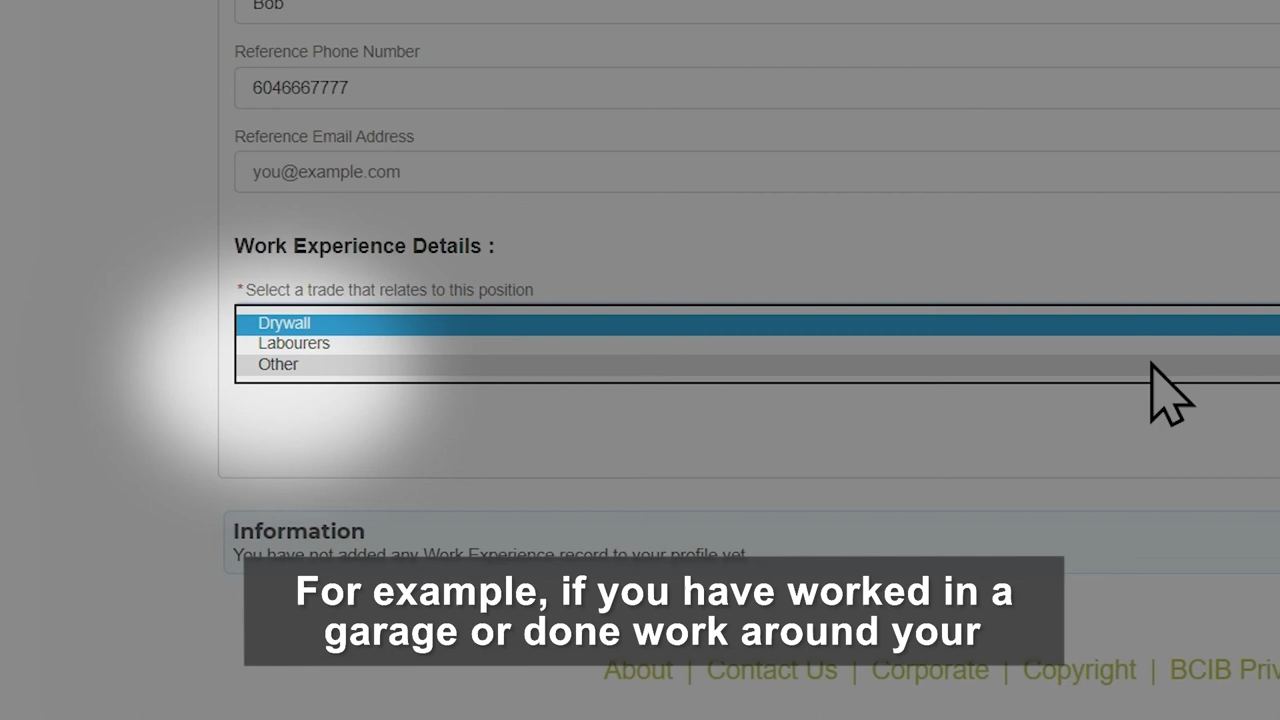 Bob
Reference Phone Number
6046667777
Reference Email Address
you@example.com
Work Experience Details :
*Select a trade that relates to this position
Drywall
Labourers
Other
Information
You have not added any Work Experience record to your profile yet
For example, if you have worked in a
garage or done work around your
About | Contact Us | Corporate | Copyright | BCIB Priv